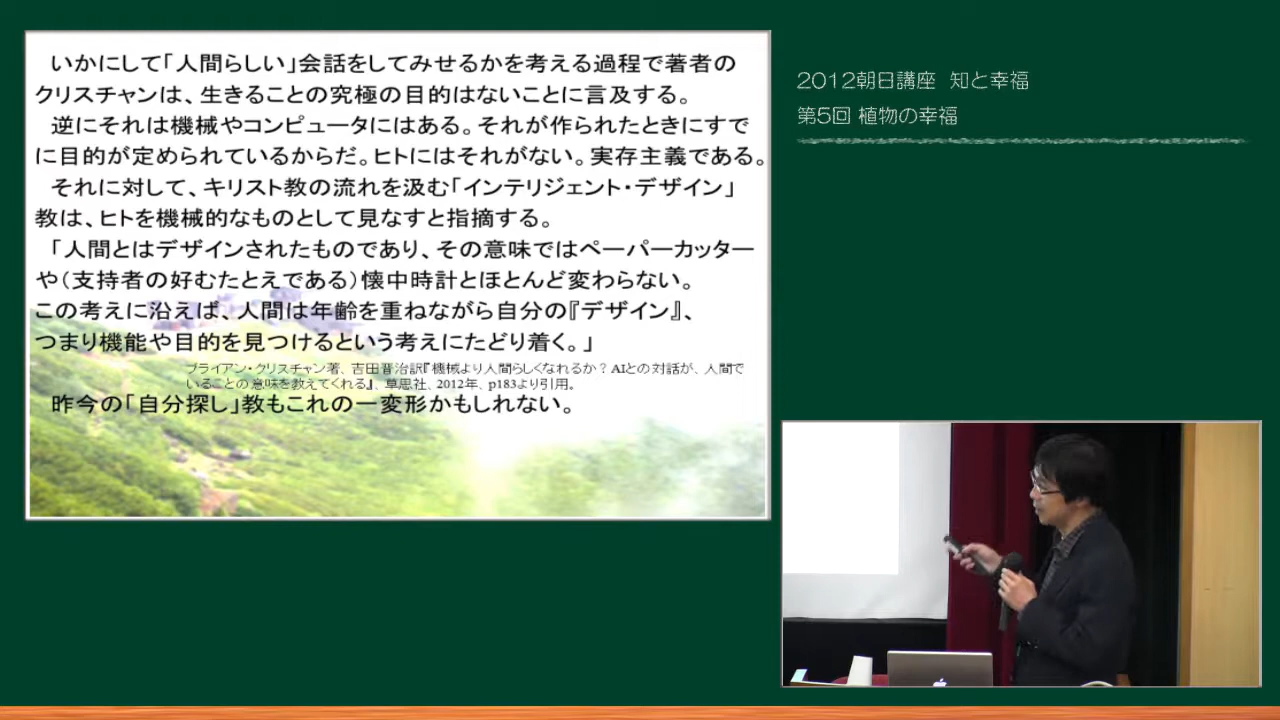 いかにして「人間らしい」会話をしてみせるかを考える過程で著者の
クリスチャンは、生きることの究極の目的はないことに言及する。
逆にそれは機械やコンピュータにはある。それが作られたときにすで
に目的が定められているからだ。ヒトにはそれがない。実存主義である。
それに対して、キリスト教の流れを汲む「インテリジェント・デザイン」
教は、ヒトを機械的なものとして見なすと指摘する。
「人間とはデザインされたものであり、その意味ではペーパーカッター
や（支持者の好むたとえである）懐中時計とほとんど変わらない。
この考えに沿えば、人間は年齢を重ねながら自分の『デザイン』、
つまり機能や目的を見つけるという考えにたどり着く。」
ブライアン・クリスチャン著、吉田晋治訳『機械より人間らしくなれるか？AIとの対話が、人間で
いることの意味を教えてくれる』、草思社、2012年、p183より引用。
昨今の「自分探し」教もこれの一変形かもしれない。
2012朝日講座 知と幸福
第5回 植物の幸福